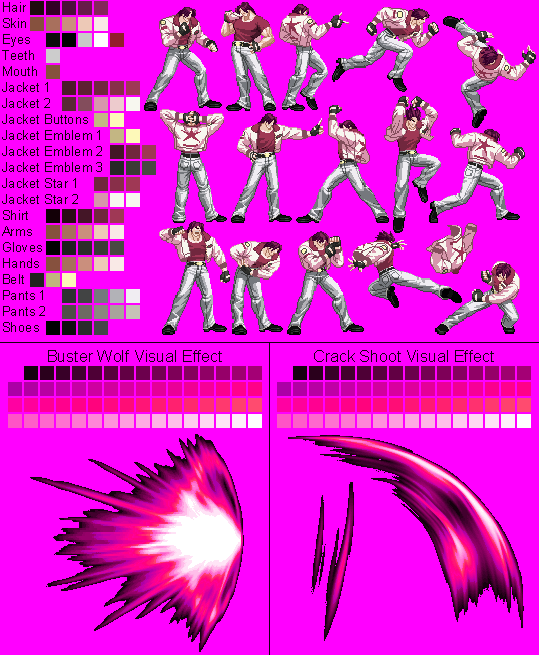 Hair
Skin
Eyes
Teeth
Mouth
Jacket 1
Jacket 2
Jacket Buttons
Jacket Emblem 1
Jacket Emblem 2
Jacket Emblem 3
Jacket Star 1
Jacket Star 2
Shirt
Arms
Gloves
Hands
Belt
Pants 1
Pants 2
Shoes
Buster Wolf Visual Effect
Crack Shoot Visual Effect